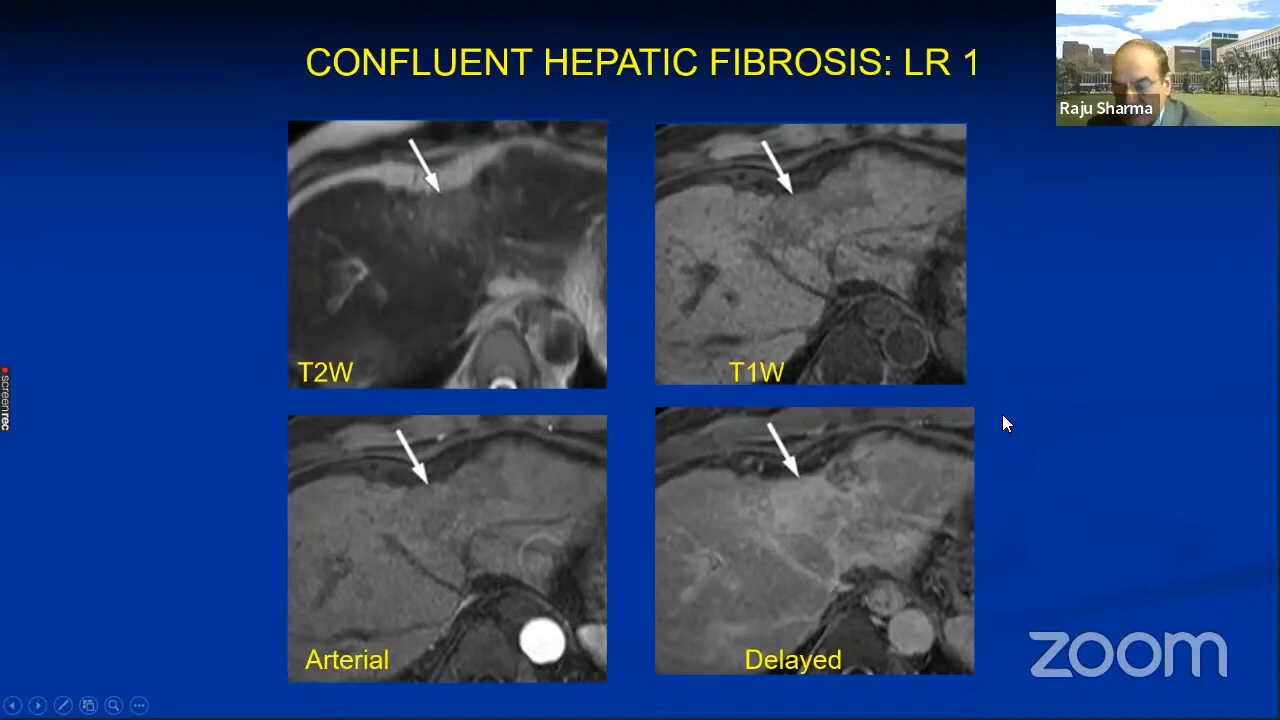 CONFLUENT HEPATIC FIBROSIS: LR 1
Raju Sharma
T2W
T1W
Arterial
Delayed
screenrec
zoom